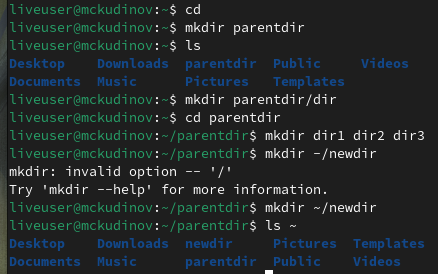 liveuser@mckudinov:~$ cd
liveuser@mckudinov:~$ mkdir parentdir
liveuser@mckudinov:~$ ls
Desktop    Downloads  parentdir  Public     Videos
Documents  Music      Pictures   Templates
liveuser@mckudinov:~$ mkdir parentdir/dir
liveuser@mckudinov:~$ cd parentdir
liveuser@mckudinov:~/parentdir$ mkdir dir1 dir2 dir3
liveuser@mckudinov:~/parentdir$ mkdir -/newdir
mkdir: invalid option -- '/'
Try 'mkdir --help' for more information.
liveuser@mckudinov:~/parentdir$ mkdir ~/newdir
liveuser@mckudinov:~/parentdir$ ls ~
Desktop    Downloads  newdir     Pictures  Templates
Documents  Music      parentdir  Public    Videos